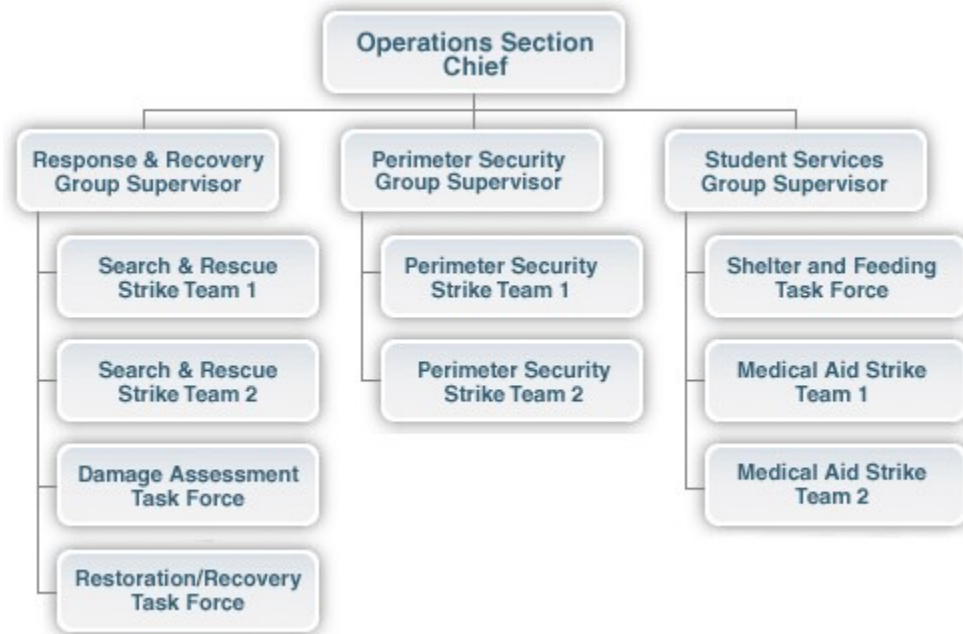 Operations Section
Chief
Response & Recovery
Group Supervisor
Search & Rescue
Strike Team 1
Search & Rescue
Strike Team 2
Damage Assessment
Task Force
Restoration/Recovery
Task Force
Perimeter Security
Group Supervisor
Perimeter Security
Strike Team 1
Perimeter Security
Strike Team 2
Student Services
Group Supervisor
Shelter and Feeding
Task Force
Medical Aid Strike
Team 1
Medical Aid Strike
Team 2